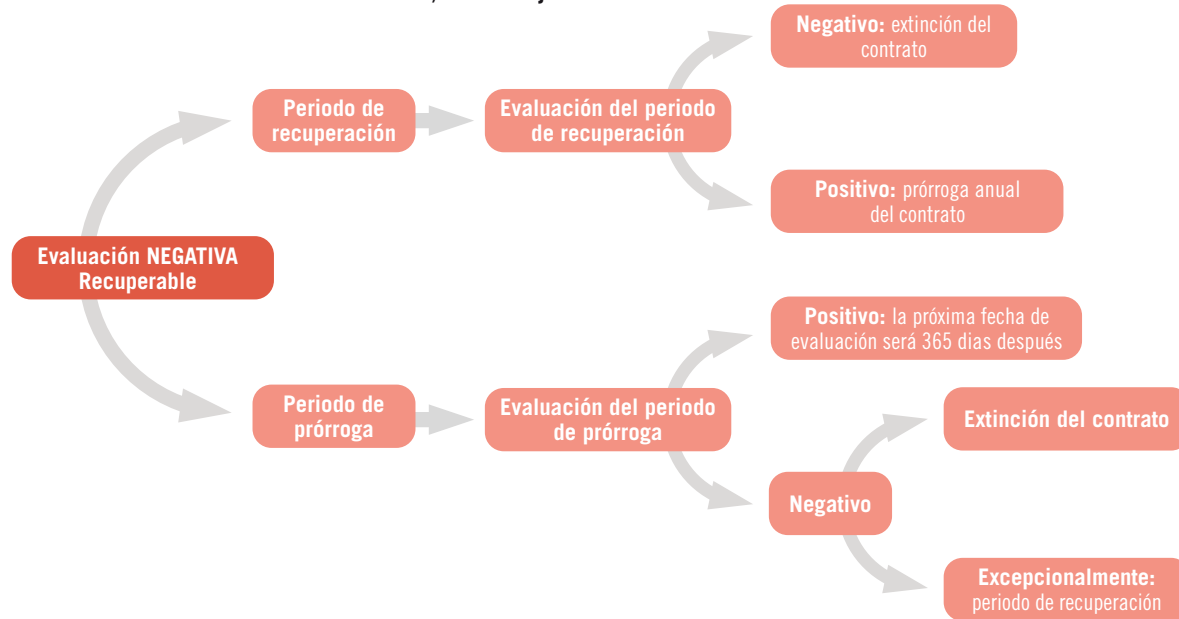 Negativo: extinción del
contrato
Periodo de
recuperación
Evaluación del periodo
de recuperación
Positivo: prórroga anual
del contrato
Evaluación NEGATIVA
Recuperable
Positivo: la próxima fecha de
evaluación será 365 dias después
Periodo de
prórroga
Evaluación del periodo
de prórroga
Extinción del contrato
Negativo
Excepcionalmente:
periodo de recuperación